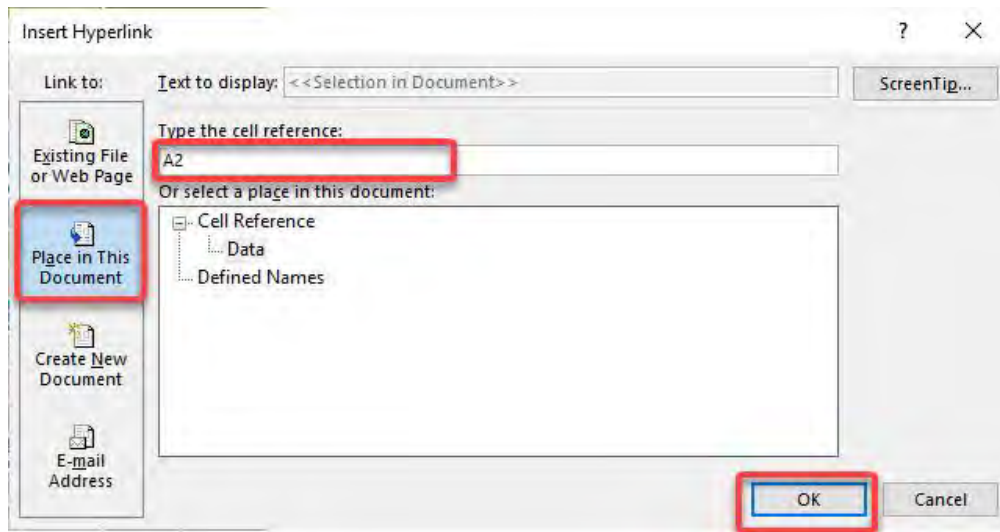 Insert Hyperlink ? ×
Link to: Text to display: <<Selection in Document>> ScreenTip...
Existing File
or Web Page
Type the cell reference:
A2
Or select a place in this document:
Place in This
Document
Cell Reference
Data
Defined Names
Create New
Document
E-mail
Address
OK Cancel